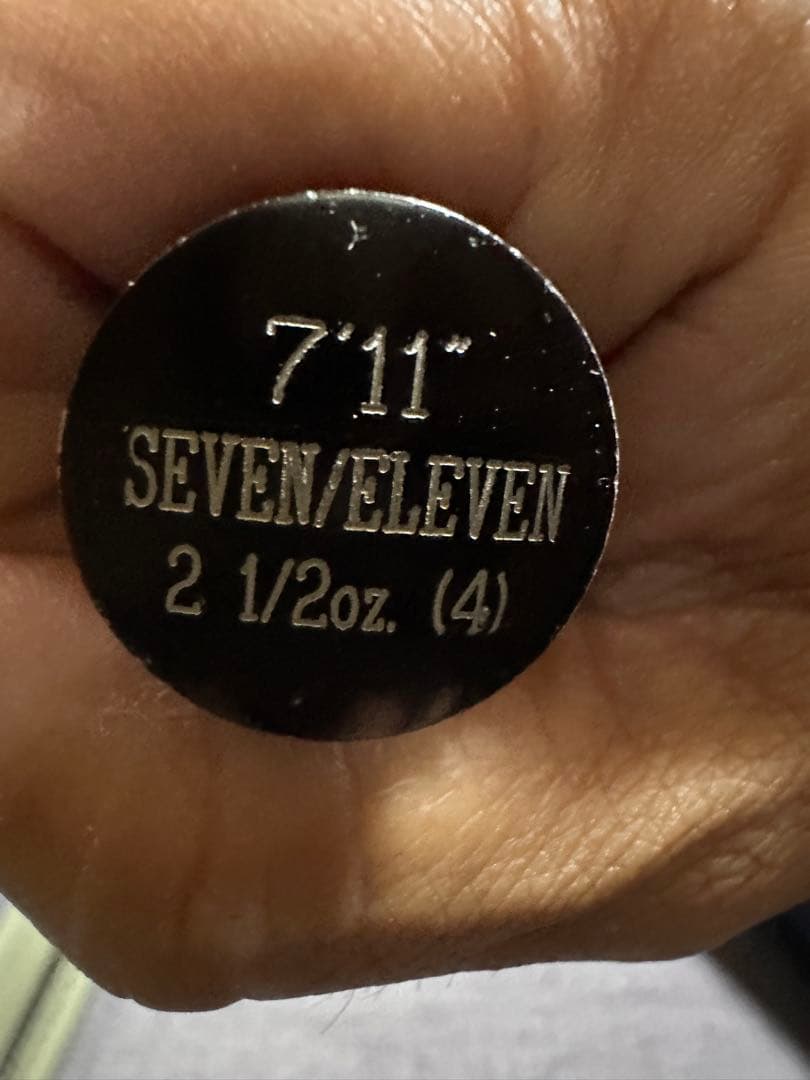 7'11"
SEVEN/ELEVEN
2 1/2oz. (4)